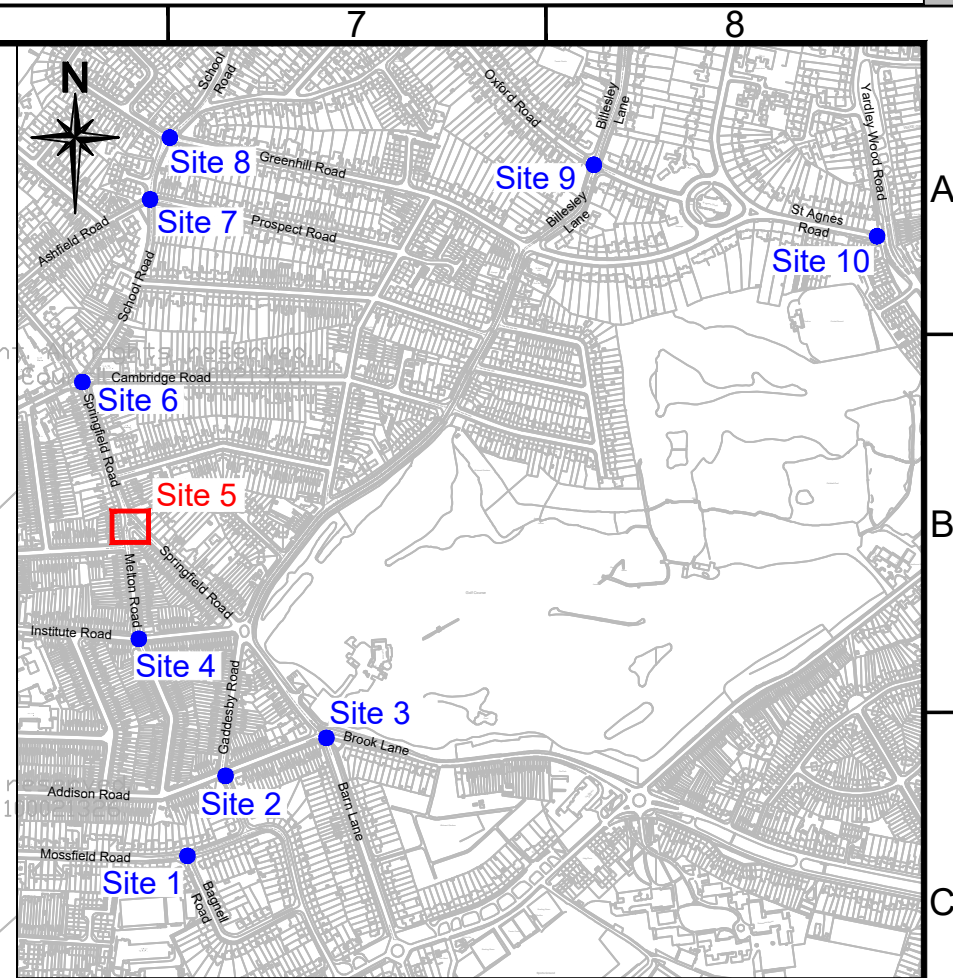 7
8
N
School
Road
Oxford Road
Billesley
Lane
Yardley Wood Road
A
Site 8
Greenhill Road
Site 9
Site 7
Prospect Road
Billesley
Lane
St Agnes
Road
Ashfield Road
Site 10
School Road
Cambridge Road
Site 6
Springfield Road
Site 5
B
Springfield Road
Melton Road
Institute Road
Site 4
Gaddesby Road
Site 3
Brook Lane
Addison Road
Site 2
Barn Lane
Mossfield Road
Site 1
Bagnell
Road
C